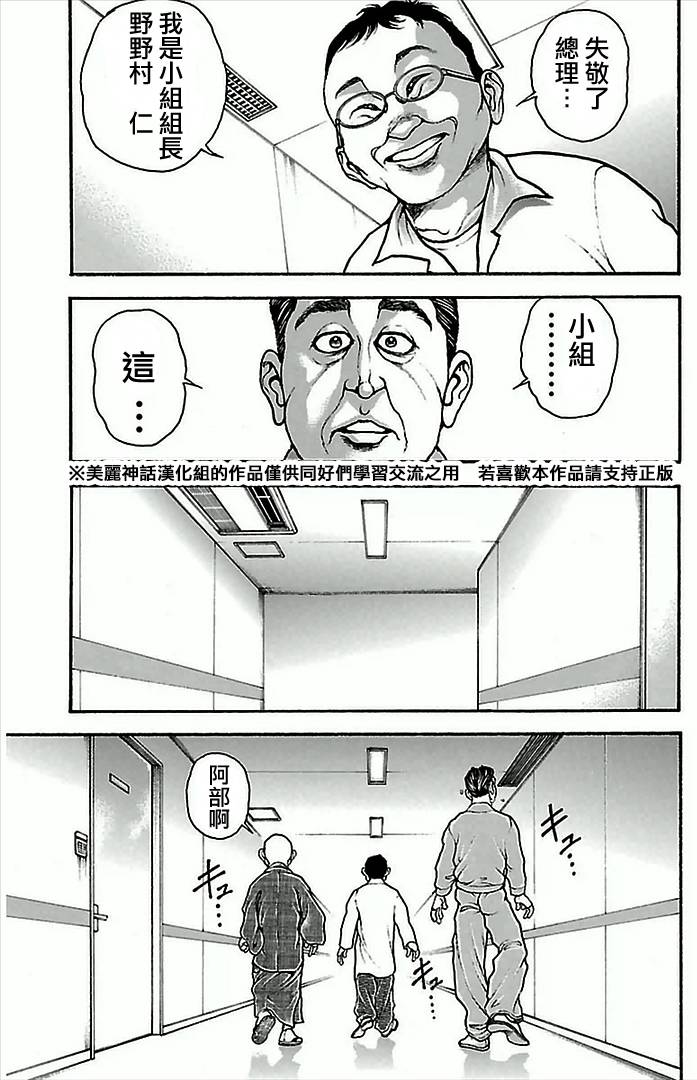 失敬了
總理…
我是小組組長
野野村 仁
小組
………
這…
※美麗神話漢化組的作品僅供同好們學習交流之用 若喜歡本作品請支持正版
阿部啊
キュ…
キュ…
キュ…